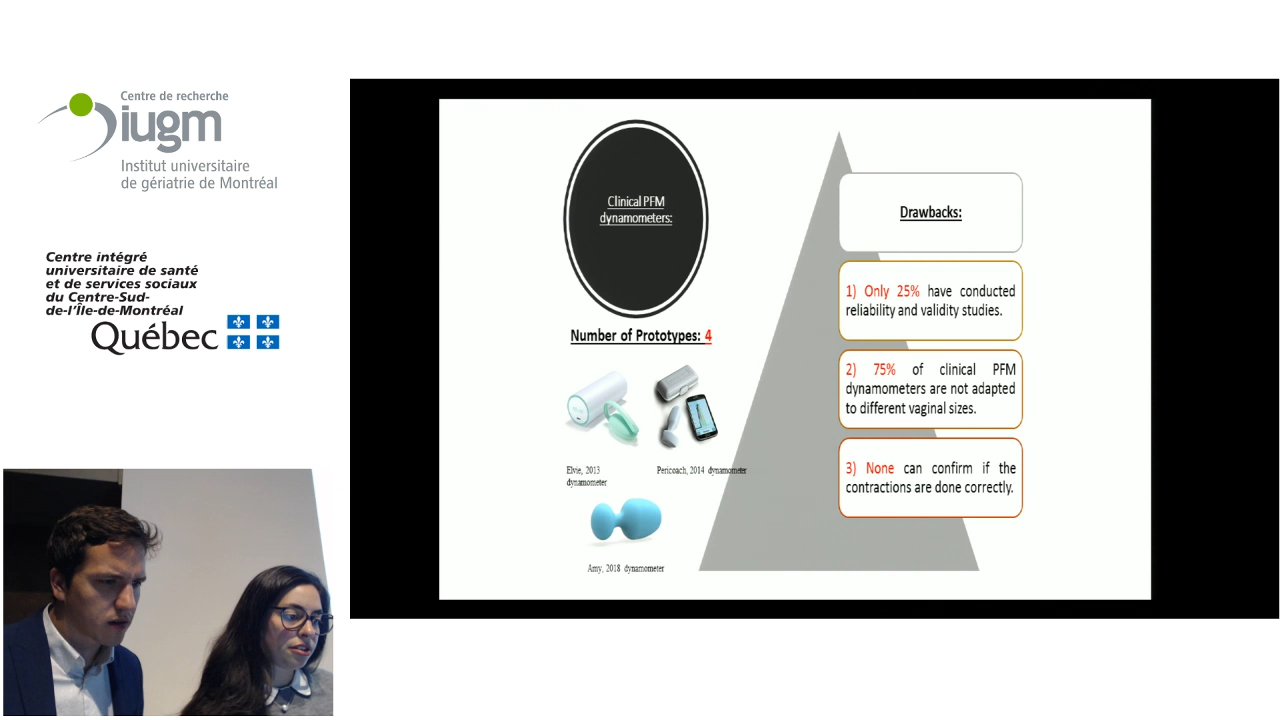 Centre de recherche
iugm
Institut universitaire
de gériatrie de Montréal
Centre intégré
universitaire de santé
et de services sociaux
du Centre-Sud-
de-l'Île-de-Montréal
Québec
Clinical PFM
dynamometers:
Number of Prototypes: 4
Elvie, 2013
dynamometer
Pericoach, 2014 dynamometer
Amy, 2018 dynamometer
Drawbacks:
1) Only 25% have conducted
reliability and validity studies.
2) 75% of clinical PFM
dynamometers are not adapted
to different vaginal sizes.
3) None can confirm if the
contractions are done correctly.